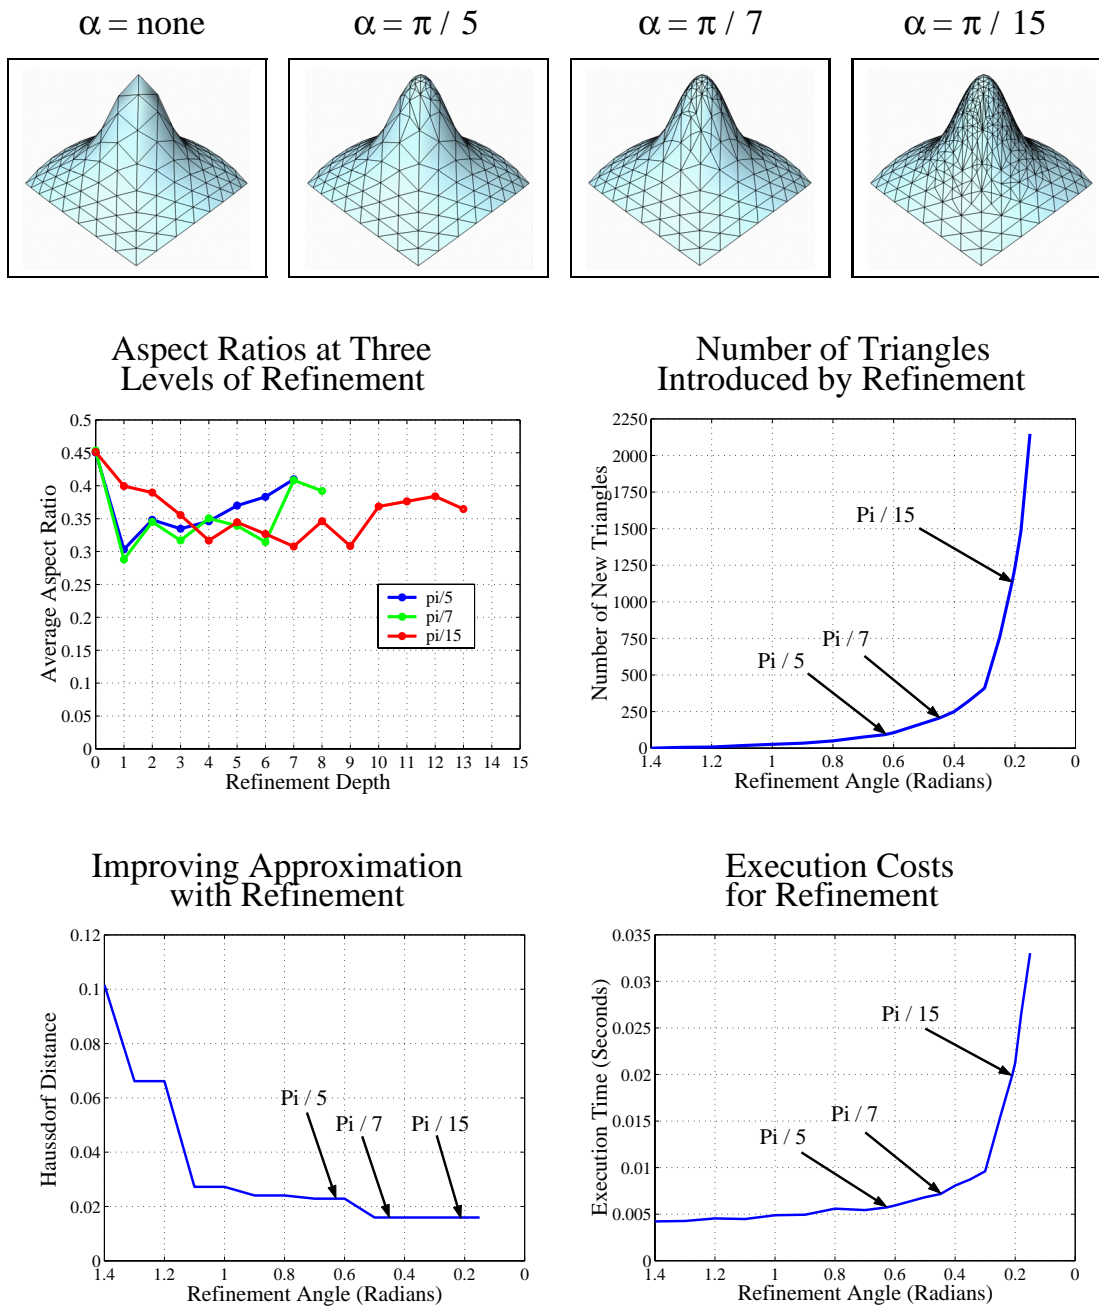 α = none
α = π / 5
α = π / 7
α = π / 15
Aspect Ratios at Three
Levels of Refinement
0.5
0.45
0.4
0.35
0.3
0.25
0.2
0.15
0.1
0.05
0
Average Aspect Ratio
pi/5
pi/7
pi/15
0 1 2 3 4 5 6 7 8 9 10 11 12 13 14 15
Refinement Depth
Number of Triangles
Introduced by Refinement
2250
2000
1750
1500
1250
1000
750
500
250
0
Number of New Triangles
Pi / 15
Pi / 7
Pi / 5
1.4 1.2 1 0.8 0.6 0.4 0.2 0
Refinement Angle (Radians)
Improving Approximation
with Refinement
0.12
0.1
0.08
0.06
0.04
0.02
0
Haussdorf Distance
Pi / 5
Pi / 7
Pi / 15
1.4 1.2 1 0.8 0.6 0.4 0.2 0
Refinement Angle (Radians)
Execution Costs
for Refinement
0.035
0.03
0.025
0.02
0.015
0.01
0.005
0
Execution Time (Seconds)
Pi / 15
Pi / 7
Pi / 5
1.4 1.2 1 0.8 0.6 0.4 0.2 0
Refinement Angle (Radians)